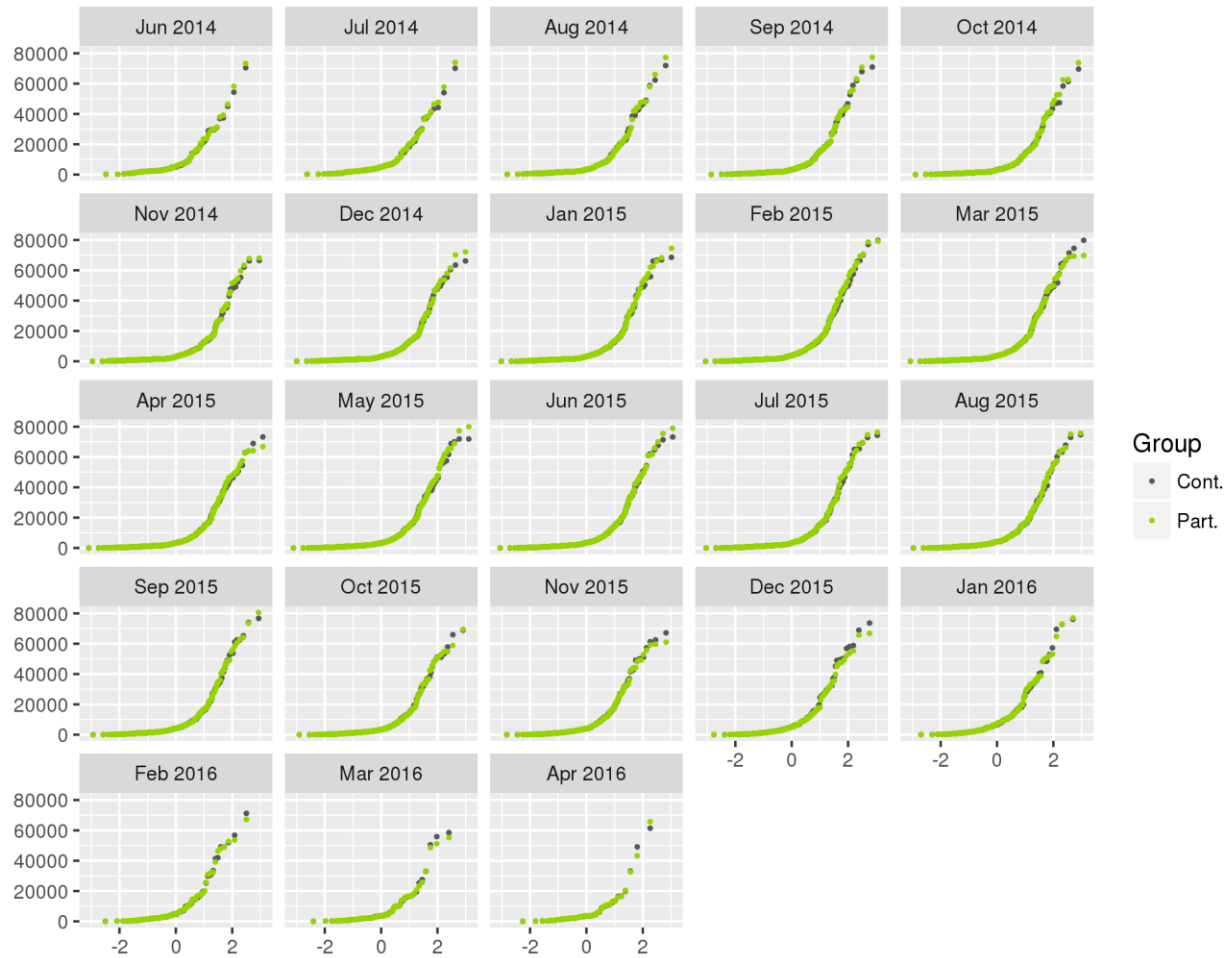 Jun 2014 Jul 2014 Aug 2014 Sep 2014 Oct 2014
80000
60000
40000
20000
0
Nov 2014 Dec 2014 Jan 2015 Feb 2015 Mar 2015
80000
60000
40000
20000
0
Apr 2015 May 2015 Jun 2015 Jul 2015 Aug 2015
80000
60000
40000
20000
0
Group
Cont.
Part.
Sep 2015 Oct 2015 Nov 2015 Dec 2015 Jan 2016
80000
60000
40000
20000
0
-2 0 2 -2 0 2
Feb 2016 Mar 2016 Apr 2016
80000
60000
40000
20000
0
-2 0 2 -2 0 2 -2 0 2